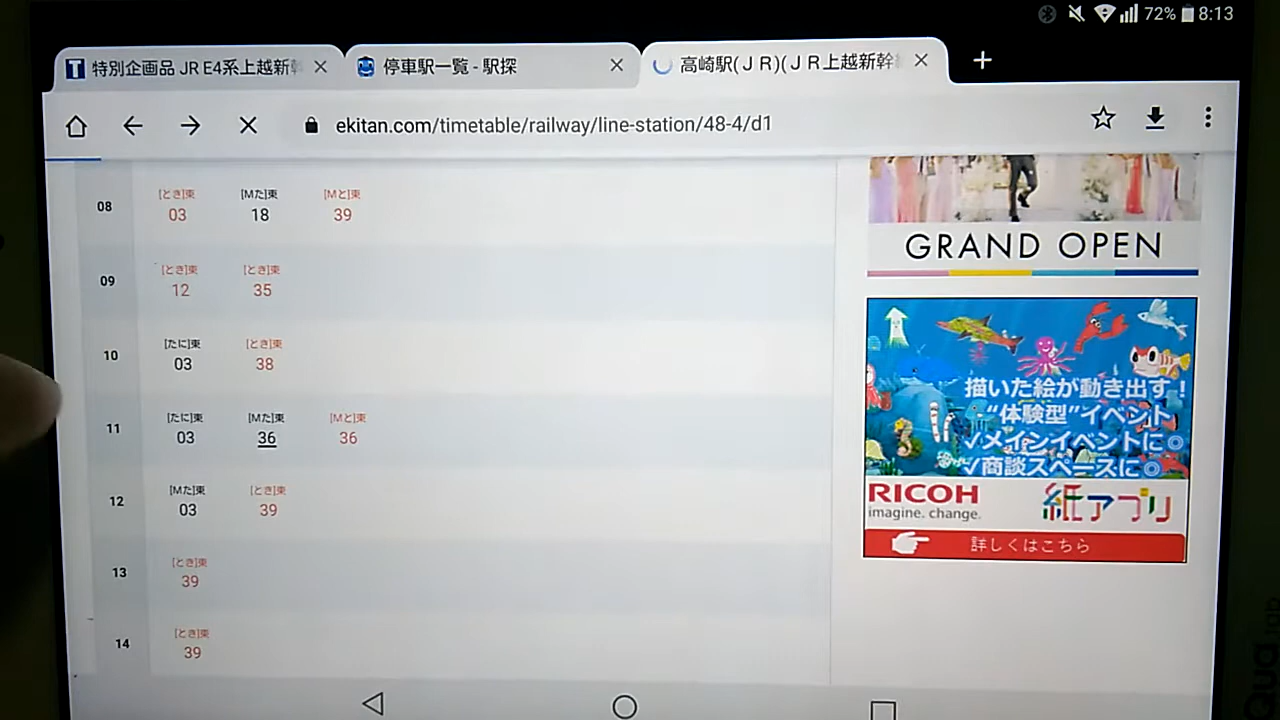 72% 8:13
特別企画品 JR E4系上越新幹
停車駅一覧 - 駅探
高崎駅(ＪＲ)(ＪＲ上越新幹
ekitan.com/timetable/railway/line-station/48-4/d1
08 [とき]東 03 [Mた]東 18 [Mと]東 39
09 [とき]東 12 [とき]東 35
10 [たに]東 03 [とき]東 38
11 [たに]東 03 [Mた]東 36 [Mと]東 36
12 [Mた]東 03 [とき]東 39
13 [とき]東 39
14 [とき]東 39
GRAND OPEN
描いた絵が動き出す！
“体験型”イベント
✓メインイベントに◎
✓商談スペースに◎
RICOH
imagine. change.
紙アプリ
詳しくはこちら
Qua tab